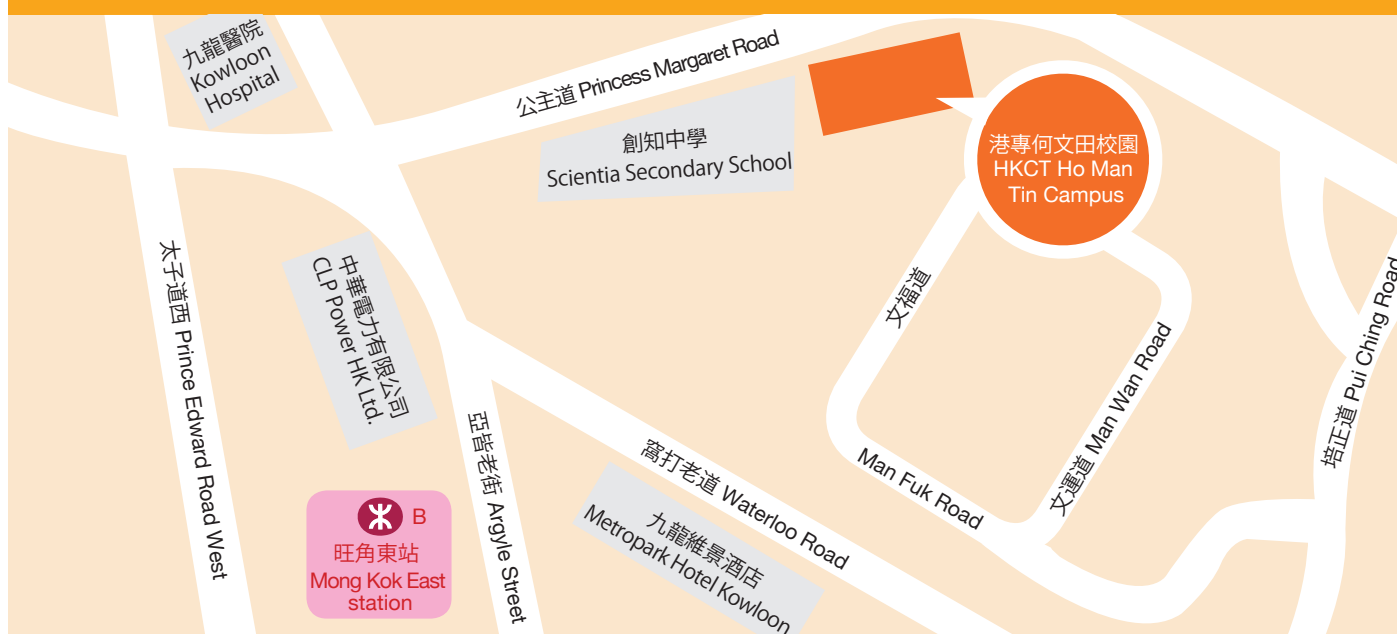 九龍醫院
Kowloon
Hospital
公主道 Princess Margaret Road
創知中學
Scientia Secondary School
港專何文田校園
HKCT Ho Man
Tin Campus
太子道西 Prince Edward Road West
中華電力有限公司
CLP Power HK Ltd.
文福道
Man Fuk Road
文運道 Man Wan Road
培正道 Pui Ching Road
亞皆老街 Argyle Street
窩打老道 Waterloo Road
九龍維景酒店
Metropark Hotel Kowloon
B
旺角東站
Mong Kok East
station